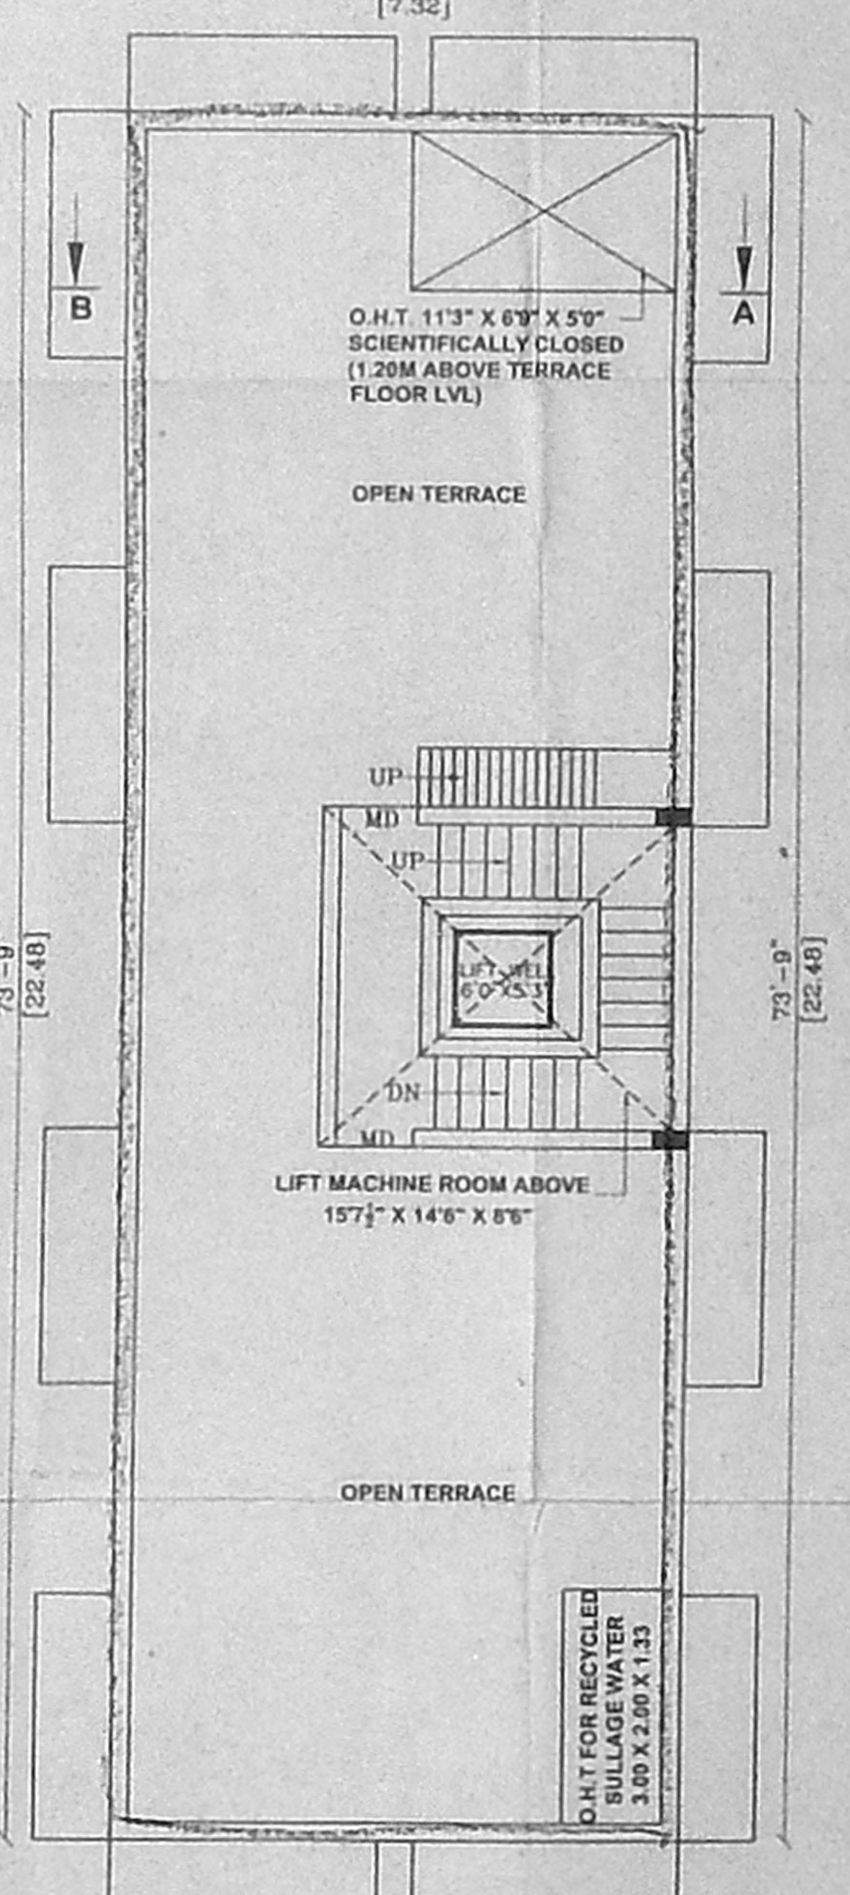 [7.32]
B
A
O.H.T. 11'3" X 6'9" X 5'0"
SCIENTIFICALLY CLOSED
(1.20M ABOVE TERRACE
FLOOR LVL)
OPEN TERRACE
UP
MD
UP
73'-9"
[22.48]
LIFT WELL
6'0" X5'3"
73'-9"
[22.48]
DN
MD
LIFT MACHINE ROOM ABOVE
15'7½" X 14'6" X 8'6"
OPEN TERRACE
O.H.T FOR RECYCLED
SULLAGE WATER
3.00 X 2.00 X 1.33